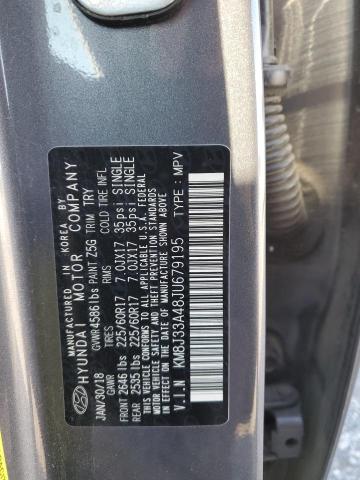 MANUFACTURED IN KOREA BY
HYUNDAI MOTOR COMPANY
JAN/30/18 GVWR 4586 lbs PAINT Z5G TRIM TRY
GAWR TIRES RIMS COLD TIRE INFL
FRONT 2646 lbs 225/60R17 7.0JX17 35psi SINGLE
REAR 2535 lbs 225/60R17 7.0JX17 35psi SINGLE
THIS VEHICLE CONFORMS TO ALL APPLICABLE U.S.A. FEDERAL
MOTOR VEHICLE SAFETY, BUMPER, AND THEFT PREVENTION
STANDARDS IN EFFECT ON THE DATE OF MANUFACTURE SHOWN ABOVE.
V.I.N KM8J33A48JU679195 TYPE: MPV